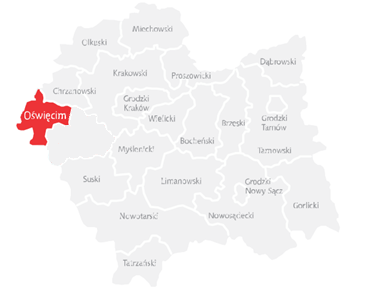 Miechowski
Olkuski
Dąbrowski
Krakowski
Proszowicki
Chrzanowski
Grodzki
Kraków
Oświęcim
Wielicki
Brzeski
Grodzki
Tarnów
Bocheński
Myślenicki
Tarnowski
Suski
Limanowski
Grodzki
Nowy Sącz
Gorlicki
Nowotarski
Nowosądecki
Tatrzański